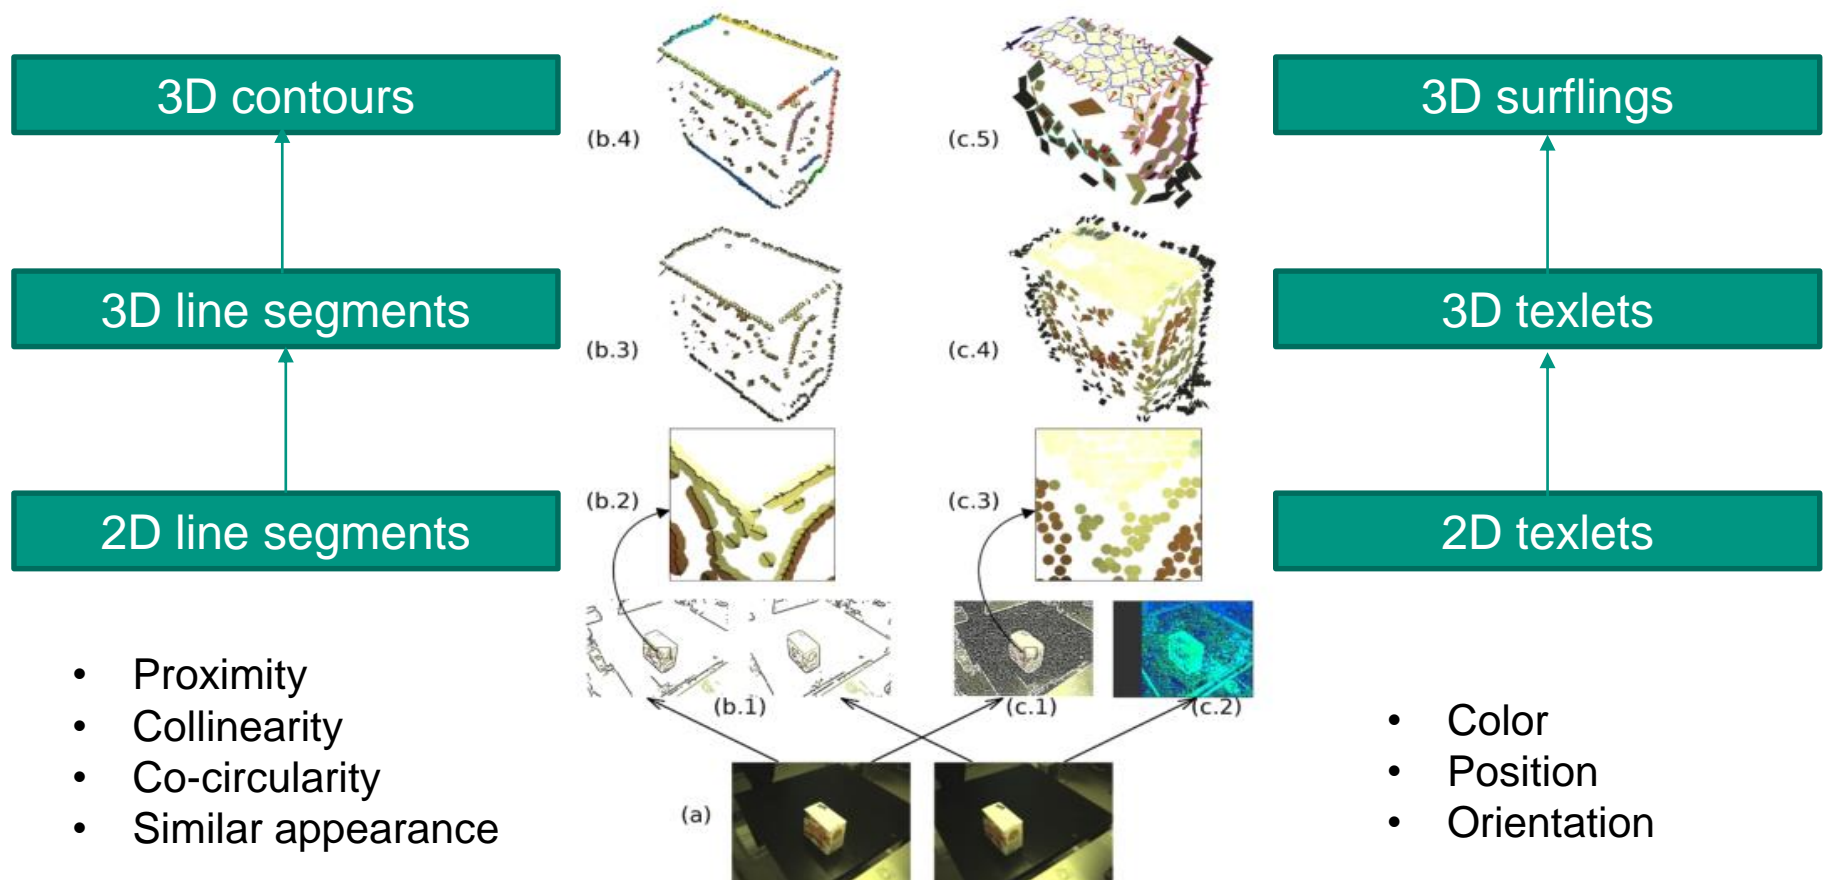 3D contours
3D line segments
2D line segments
• Proximity
• Collinearity
• Co-circularity
• Similar appearance
(b.4)
(c.5)
(b.3)
(c.4)
(b.2)
(c.3)
(b.1)
(c.1)
(c.2)
(a)
3D surflings
3D texlets
2D texlets
• Color
• Position
• Orientation